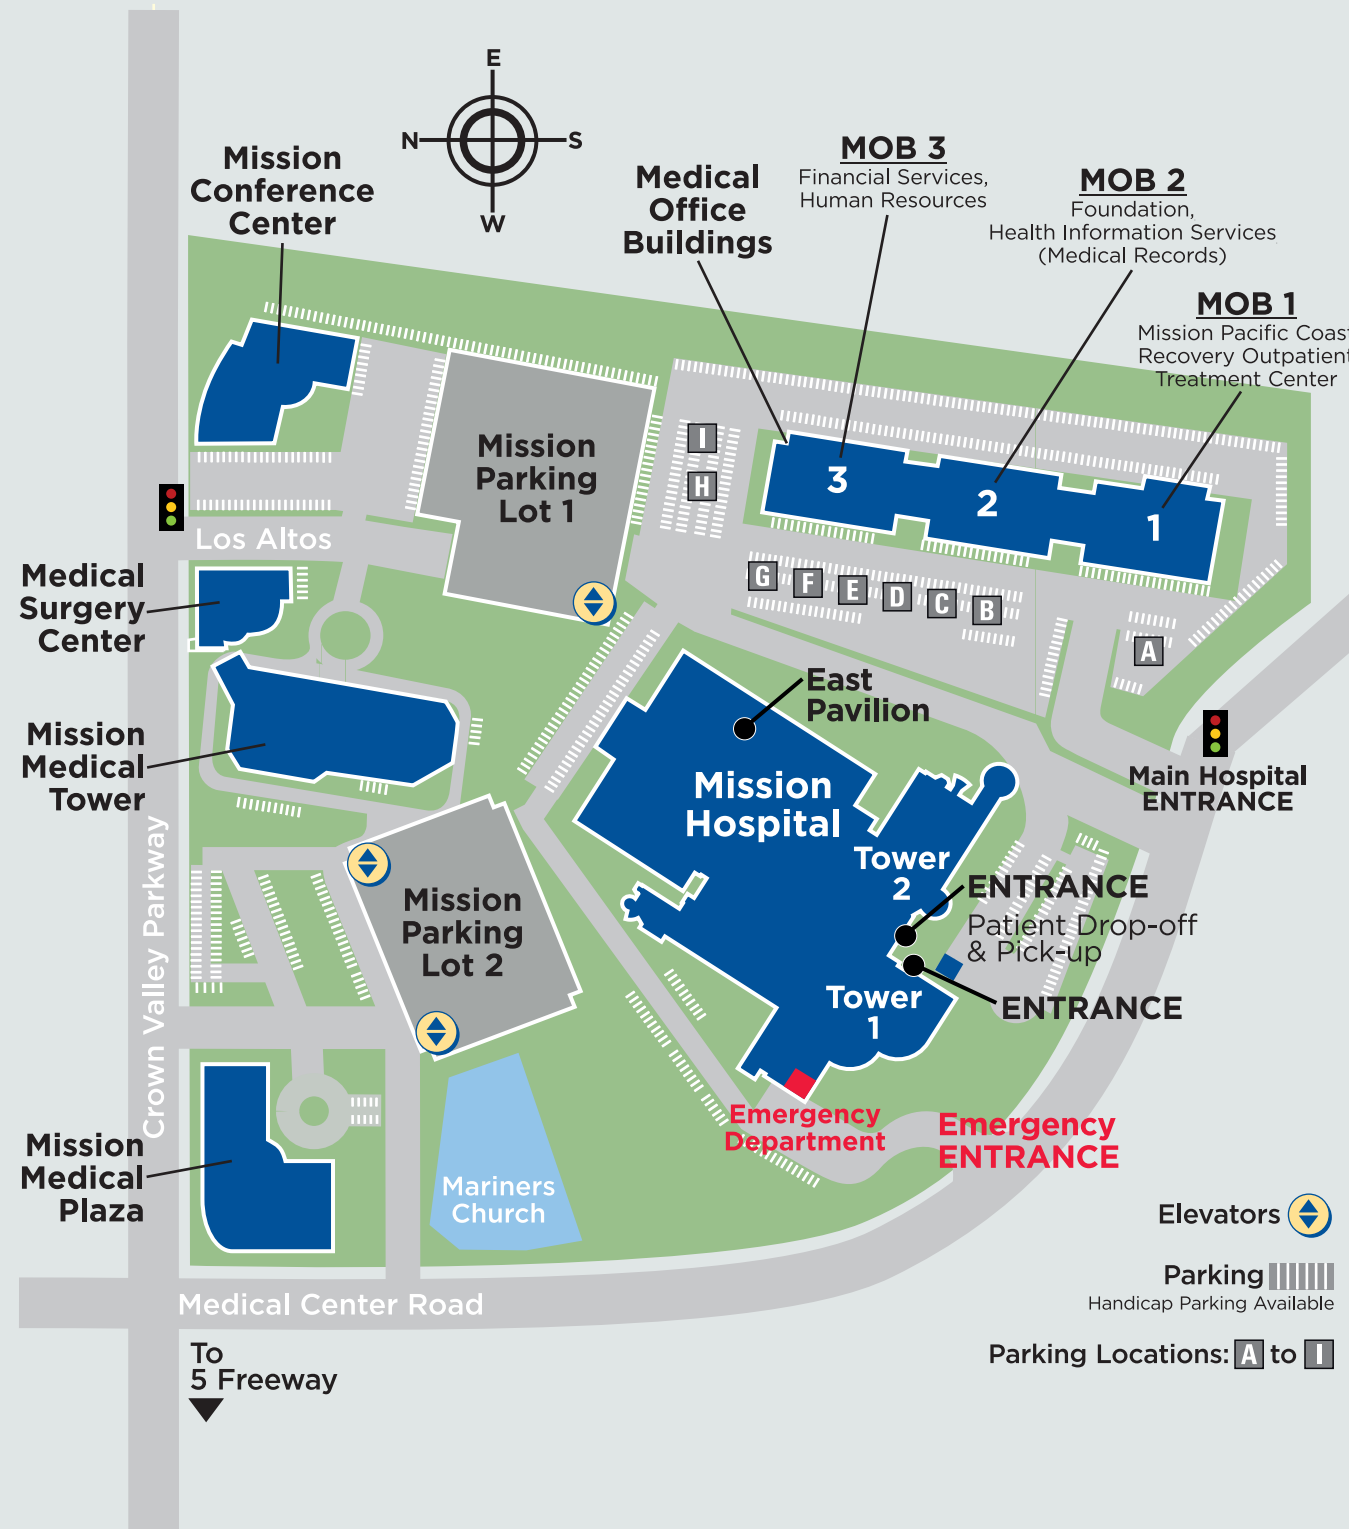 E
N
S
W
Mission
Conference
Center
Medical
Office
Buildings
MOB 3
Financial Services,
Human Resources
MOB 2
Foundation,
Health Information Services
(Medical Records)
MOB 1
Mission Pacific Coast
Recovery Outpatient
Treatment Center
Mission
Parking
Lot 1
I
H
3
2
1
Los Altos
G
F
E
D
C
B
A
Medical
Surgery
Center
Mission
Medical
Tower
East
Pavilion
Mission
Hospital
Main Hospital
ENTRANCE
Tower
2
ENTRANCE
Patient Drop-off
& Pick-up
Mission
Parking
Lot 2
Tower
1
ENTRANCE
Crown Valley Parkway
Emergency
Department
Emergency
ENTRANCE
Mission
Medical
Plaza
Mariners
Church
Elevators
Parking
Handicap Parking Available
Medical Center Road
Parking Locations: A to I
To
5 Freeway